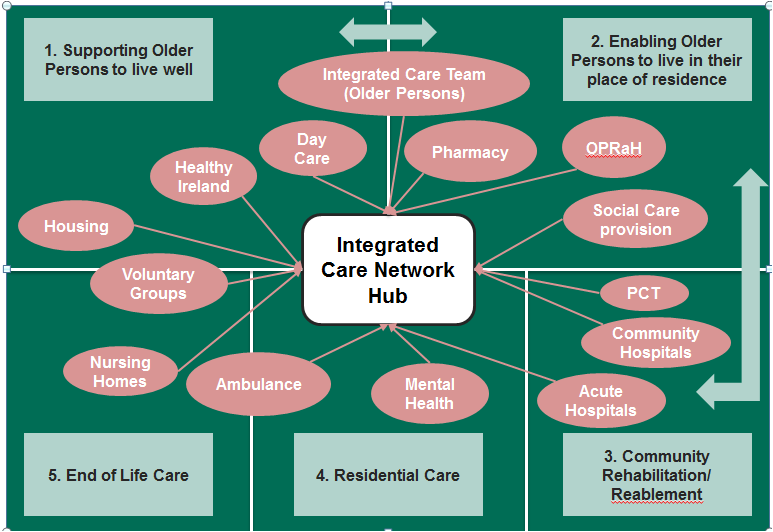 1. Supporting Older
Persons to live well
2. Enabling Older
Persons to live in their
place of residence
Integrated Care Team
(Older Persons)
Day
Care
Pharmacy
OPRaH
Healthy
Ireland
Housing
Social Care
provision
Integrated
Care Network
Hub
Voluntary
Groups
PCT
Community
Hospitals
Nursing
Homes
Ambulance
Mental
Health
Acute
Hospitals
5. End of Life Care
4. Residential Care
3. Community
Rehabilitation/
Reablement